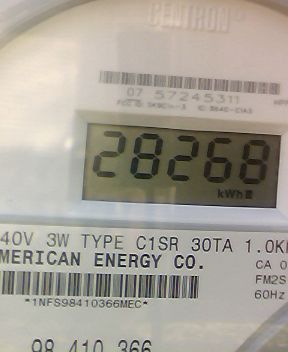 CENTRON
07 57245311
28268
kWh
40V 3W TYPE C1SR 30TA 1.0K
MERICAN ENERGY CO.
CA 0
FM2S
60Hz
*1NFS98410366MEC*
98 410 366